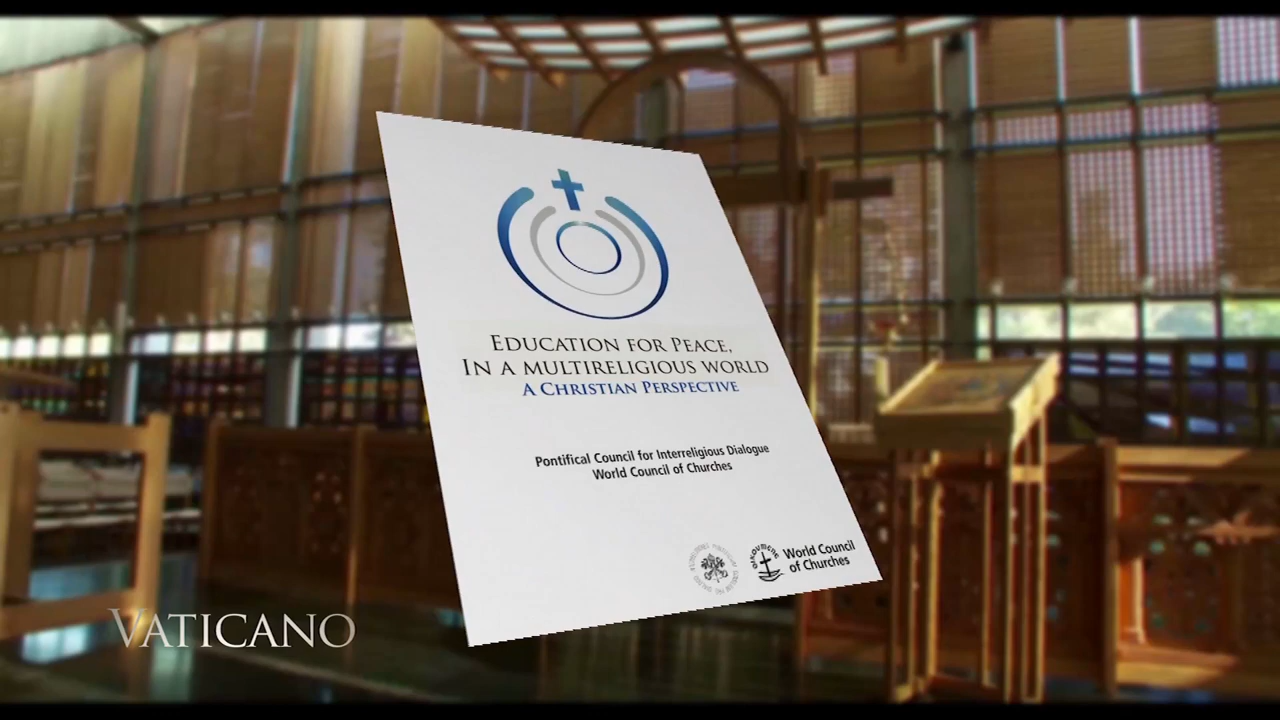 Education for Peace,
In a multireligious world
A Christian Perspective
Pontifical Council for Interreligious Dialogue
World Council of Churches
OIKOUMENE
World Council
of Churches
VATICANO